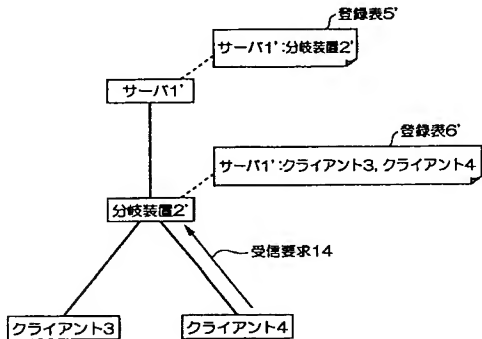 登録表5'
サーバ1':分岐装置2'
サーバ1'
登録表6'
サーバ1':クライアント3, クライアント4
分岐装置2'
受信要求14
クライアント3
クライアント4